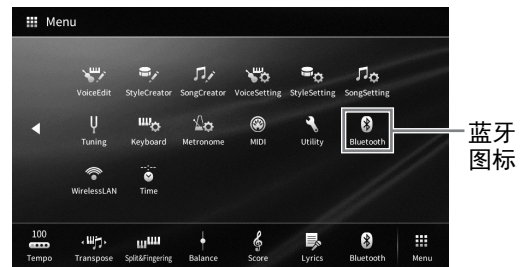 Menu
VoiceEdit StyleCreator SongCreator VoiceSetting StyleSetting SongSetting
Tuning Keyboard Metronome MIDI Utility Bluetooth
蓝牙
图标
WirelessLAN Time
100
Tempo Transpose Split&Fingering Balance Score Lyrics Bluetooth Menu